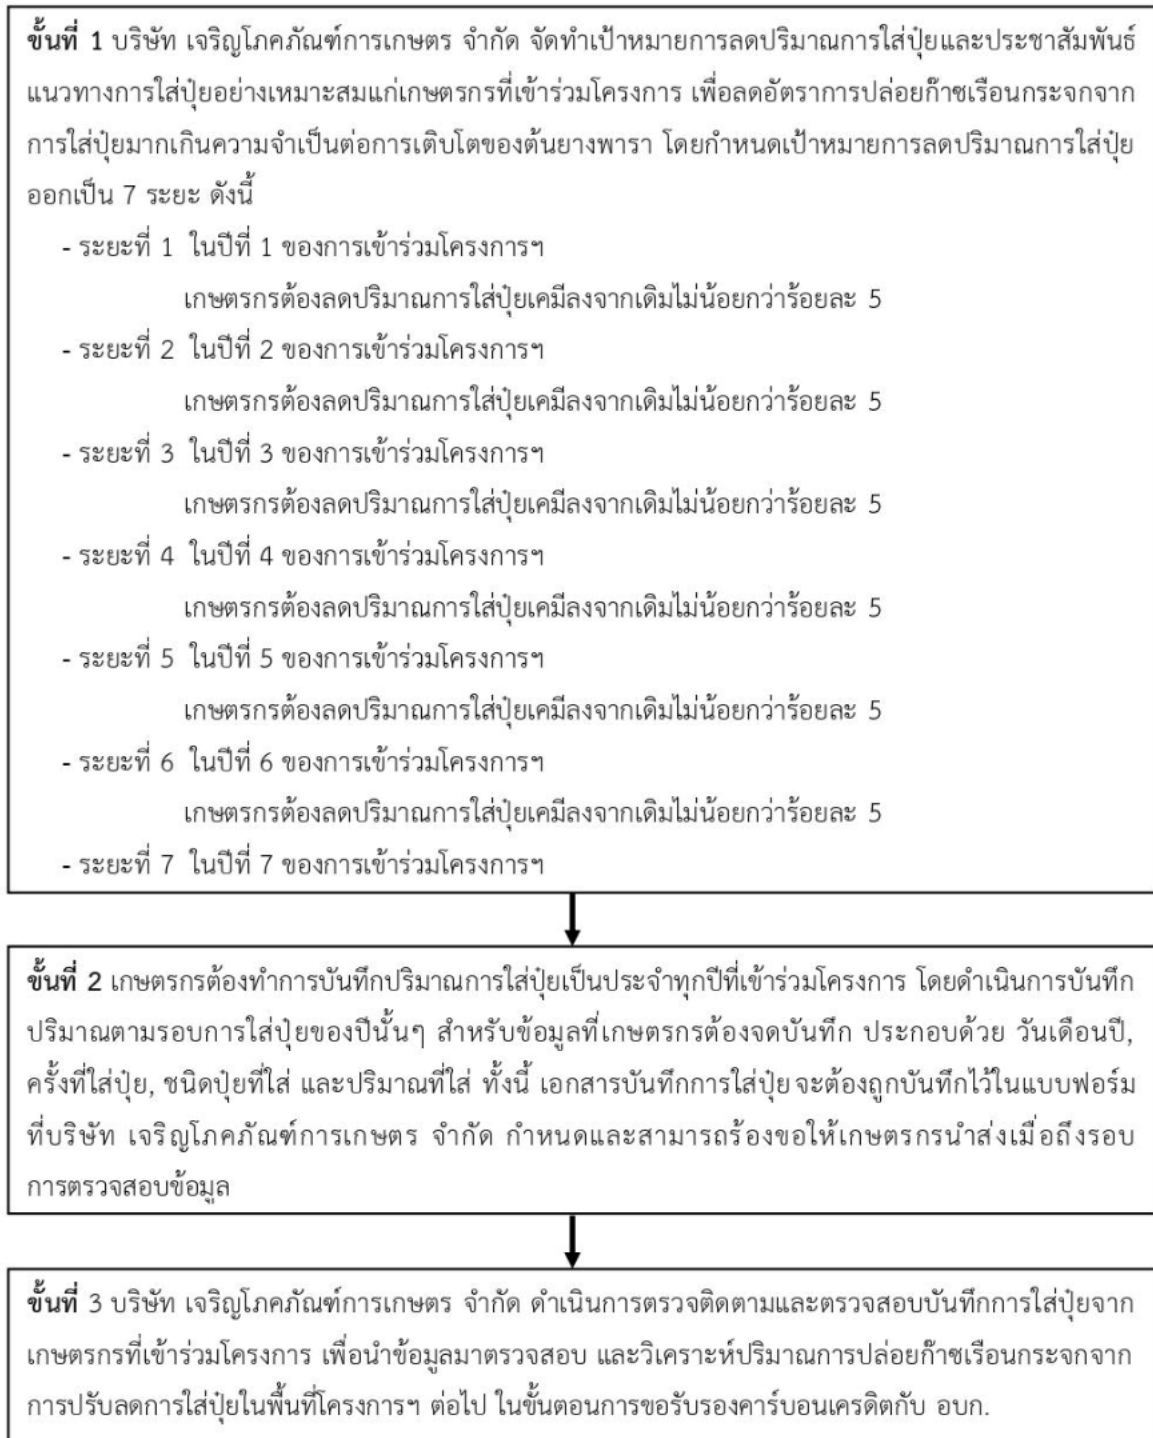 ขั้นที่ 1 บริษัท เจริญโภคภัณฑ์การเกษตร จำกัด จัดทำเป้าหมายการลดปริมาณการใส่ปุ๋ยและประชาสัมพันธ์
แนวทางการใส่ปุ๋ยอย่างเหมาะสมแก่เกษตรกรที่เข้าร่วมโครงการ เพื่อลดอัตราการปล่อยก๊าซเรือนกระจกจาก
การใส่ปุ๋ยมากเกินความจำเป็นต่อการเติบโตของต้นยางพารา โดยกำหนดเป้าหมายการลดปริมาณการใส่ปุ๋ย
ออกเป็น 7 ระยะ ดังนี้
- ระยะที่ 1 ในปีที่ 1 ของการเข้าร่วมโครงการฯ
เกษตรกรต้องลดปริมาณการใส่ปุ๋ยเคมีลงจากเดิมไม่น้อยกว่าร้อยละ 5
- ระยะที่ 2 ในปีที่ 2 ของการเข้าร่วมโครงการฯ
เกษตรกรต้องลดปริมาณการใส่ปุ๋ยเคมีลงจากเดิมไม่น้อยกว่าร้อยละ 5
- ระยะที่ 3 ในปีที่ 3 ของการเข้าร่วมโครงการฯ
เกษตรกรต้องลดปริมาณการใส่ปุ๋ยเคมีลงจากเดิมไม่น้อยกว่าร้อยละ 5
- ระยะที่ 4 ในปีที่ 4 ของการเข้าร่วมโครงการฯ
เกษตรกรต้องลดปริมาณการใส่ปุ๋ยเคมีลงจากเดิมไม่น้อยกว่าร้อยละ 5
- ระยะที่ 5 ในปีที่ 5 ของการเข้าร่วมโครงการฯ
เกษตรกรต้องลดปริมาณการใส่ปุ๋ยเคมีลงจากเดิมไม่น้อยกว่าร้อยละ 5
- ระยะที่ 6 ในปีที่ 6 ของการเข้าร่วมโครงการฯ
เกษตรกรต้องลดปริมาณการใส่ปุ๋ยเคมีลงจากเดิมไม่น้อยกว่าร้อยละ 5
- ระยะที่ 7 ในปีที่ 7 ของการเข้าร่วมโครงการฯ
ขั้นที่ 2 เกษตรกรต้องทำการบันทึกปริมาณการใส่ปุ๋ยเป็นประจำทุกปีที่เข้าร่วมโครงการ โดยดำเนินการบันทึก
ปริมาณตามรอบการใส่ปุ๋ยของปีนั้นๆ สำหรับข้อมูลที่เกษตรกรต้องจดบันทึก ประกอบด้วย วันเดือนปี,
ครั้งที่ใส่ปุ๋ย, ชนิดปุ๋ยที่ใส่ และปริมาณที่ใส่ ทั้งนี้ เอกสารบันทึกการใส่ปุ๋ย จะต้องถูกบันทึกไว้ในแบบฟอร์ม
ที่บริษัท เจริญโภคภัณฑ์การเกษตร จำกัด กำหนดและสามารถร้องขอให้เกษตรกรนำส่งเมื่อถึงรอบ
การตรวจสอบข้อมูล
ขั้นที่ 3 บริษัท เจริญโภคภัณฑ์การเกษตร จำกัด ดำเนินการตรวจติดตามและตรวจสอบบันทึกการใส่ปุ๋ยจาก
เกษตรกรที่เข้าร่วมโครงการ เพื่อนำข้อมูลมาตรวจสอบ และวิเคราะห์ปริมาณการปล่อยก๊าซเรือนกระจกจาก
การปรับลดการใส่ปุ๋ยในพื้นที่โครงการฯ ต่อไป ในขั้นตอนการขอรับรองคาร์บอนเครดิตกับ อบก.